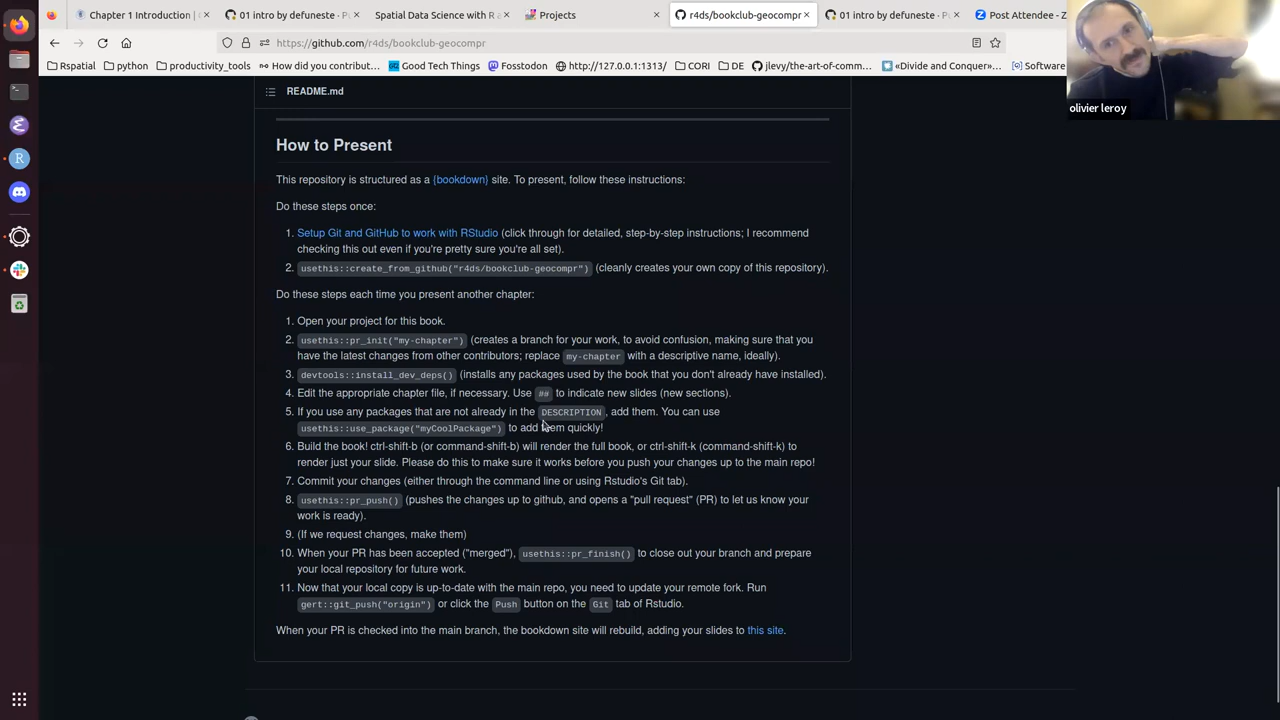 Chapter 1 Introduction |
01 intro by defuneste · P
Spatial Data Science with R a
Projects
r4ds/bookclub-geocompr
01 intro by defuneste · P
Post Attendee - Z
https://github.com/r4ds/bookclub-geocompr
Rspatial
python
productivity_tools
How did you contribut...
Good Tech Things
Fosstodon
http://127.0.0.1:1313/
CORI
DE
jlevy/the-art-of-comm...
«Divide and Conquer»...
Software
olivier leroy
README.md
How to Present
This repository is structured as a {bookdown} site. To present, follow these instructions:
Do these steps once:
1. Setup Git and GitHub to work with RStudio (click through for detailed, step-by-step instructions; I recommend
checking this out even if you're pretty sure you're all set).
2. usethis::create_from_github("r4ds/bookclub-geocompr") (cleanly creates your own copy of this repository).
Do these steps each time you present another chapter:
1. Open your project for this book.
2. usethis::pr_init("my-chapter") (creates a branch for your work, to avoid confusion, making sure that you
have the latest changes from other contributors; replace my-chapter with a descriptive name, ideally).
3. devtools::install_dev_deps() (installs any packages used by the book that you don't already have installed).
4. Edit the appropriate chapter file, if necessary. Use ## to indicate new slides (new sections).
5. If you use any packages that are not already in the DESCRIPTION, add them. You can use
usethis::use_package("myCoolPackage") to add them quickly!
6. Build the book! ctrl-shift-b (or command-shift-b) will render the full book, or ctrl-shift-k (command-shift-k) to
render just your slide. Please do this to make sure it works before you push your changes up to the main repo!
7. Commit your changes (either through the command line or using Rstudio's Git tab).
8. usethis::pr_push() (pushes the changes up to github, and opens a "pull request" (PR) to let us know your
work is ready).
9. (If we request changes, make them)
10. When your PR has been accepted ("merged"), usethis::pr_finish() to close out your branch and prepare
your local repository for future work.
11. Now that your local copy is up-to-date with the main repo, you need to update your remote fork. Run
gert::git_push("origin") or click the Push button on the Git tab of Rstudio.
When your PR is checked into the main branch, the bookdown site will rebuild, adding your slides to this site.